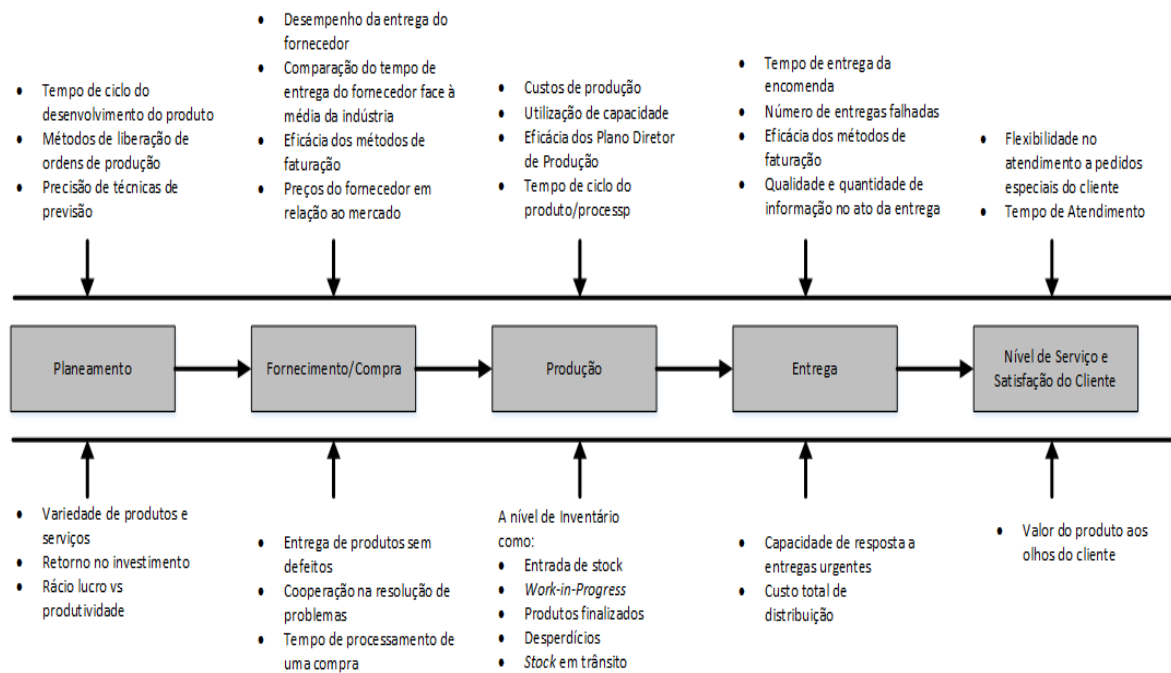 • Tempo de ciclo do
desenvolvimento do produto
• Métodos de liberação de
ordens de produção
• Precisão de técnicas de
previsão
• Desempenho da entrega do
fornecedor
• Comparação do tempo de
entrega do fornecedor face à
média da indústria
• Eficácia dos métodos de
faturação
• Preços do fornecedor em
relação ao mercado
• Custos de produção
• Utilização de capacidade
• Eficácia dos Plano Diretor
de Produção
• Tempo de ciclo do
produto/processp
• Tempo de entrega da
encomenda
• Número de entregas falhadas
• Eficácia dos métodos de
faturação
• Qualidade e quantidade de
informação no ato da entrega
• Flexibilidade no
atendimento a pedidos
especiais do cliente
• Tempo de Atendimento
Planeamento
Fornecimento/Compra
Produção
Entrega
Nível de Serviço e
Satisfação do Cliente
• Variedade de produtos e
serviços
• Retorno no investimento
• Rácio lucro vs
produtividade
• Entrega de produtos sem
defeitos
• Cooperação na resolução de
problemas
• Tempo de processamento de
uma compra
A nível de Inventário
como:
• Entrada de stock
• Work-in-Progress
• Produtos finalizados
• Desperdícios
• Stock em trânsito
• Capacidade de resposta a
entregas urgentes
• Custo total de
distribuição
• Valor do produto aos
olhos do cliente